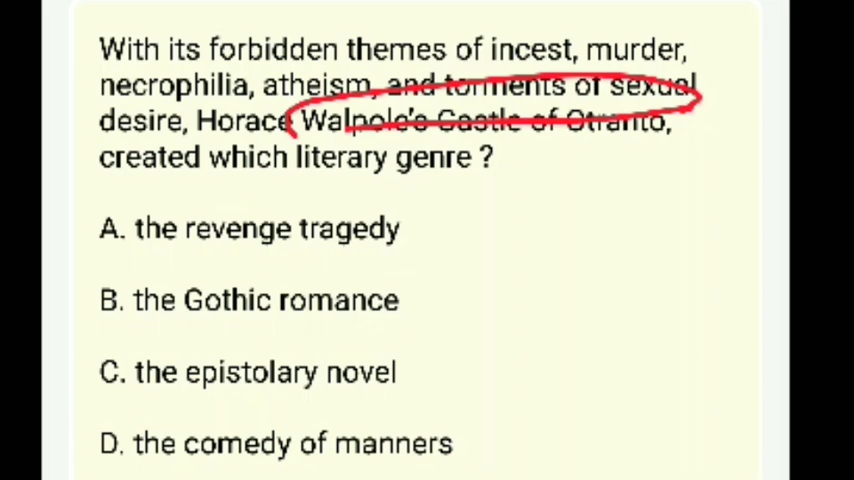 With its forbidden themes of incest, murder,
necrophilia, atheism, and torments of sexual
desire, Horace Walpole's Castle of Otranto,
created which literary genre ?
A. the revenge tragedy
B. the Gothic romance
C. the epistolary novel
D. the comedy of manners